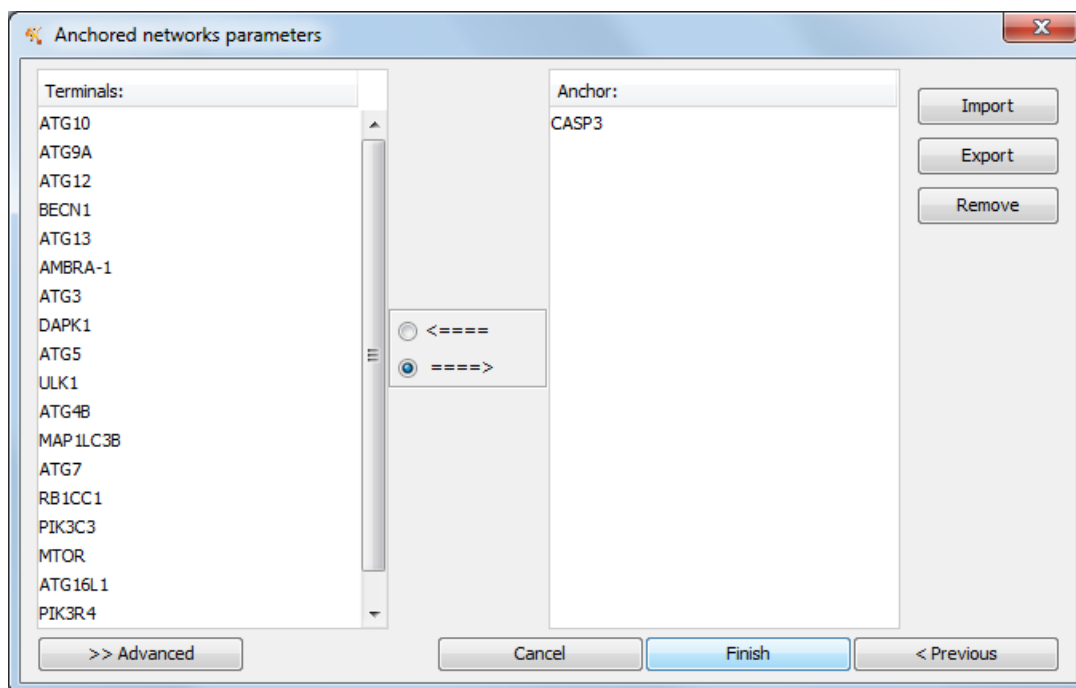 Anchored networks parameters
Terminals:
ATG10
ATG9A
ATG12
BECN1
ATG13
AMBRA-1
ATG3
DAPK1
ATG5
ULK1
ATG4B
MAP1LC3B
ATG7
RB1CC1
PIK3C3
MTOR
ATG16L1
PIK3R4
<====
====>
Anchor:
CASP3
Import
Export
Remove
>> Advanced
Cancel
Finish
< Previous